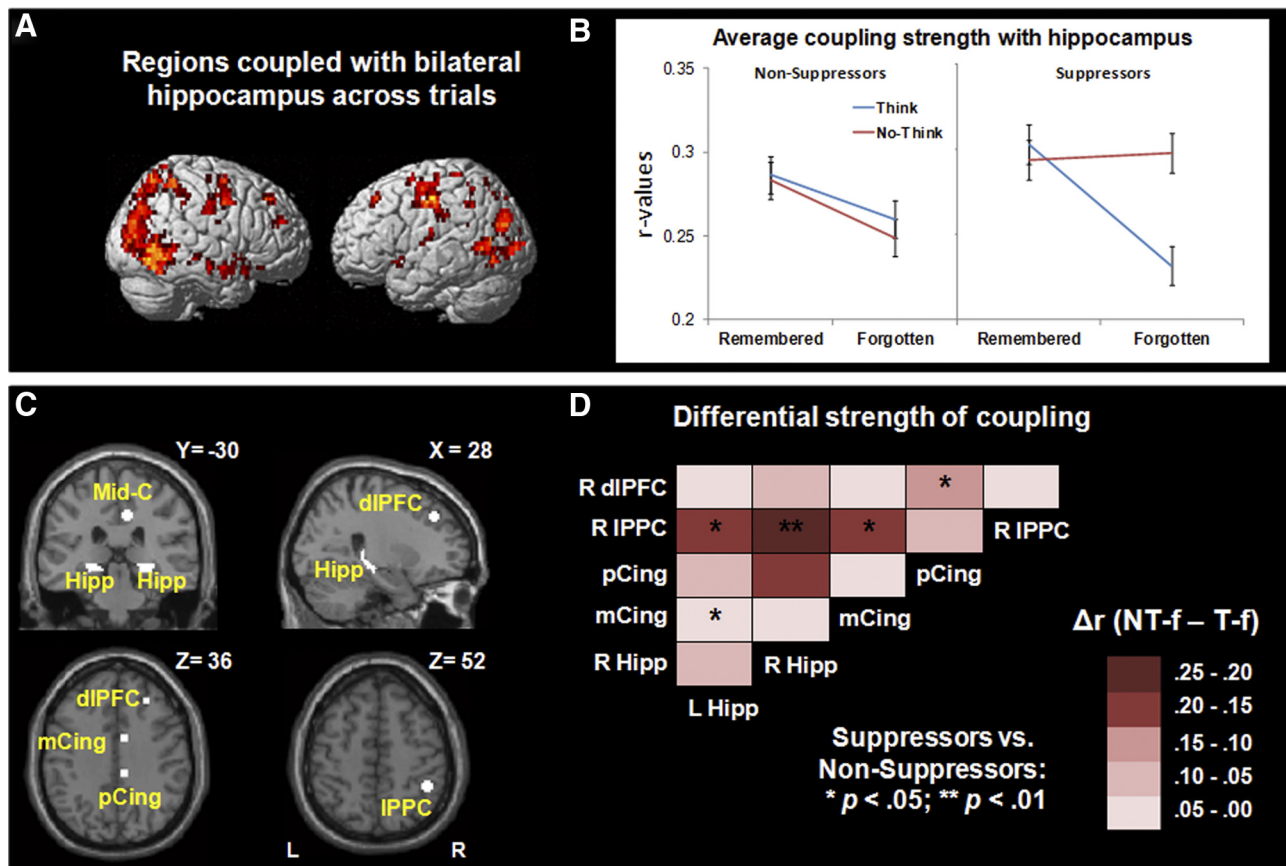 A
Regions coupled with bilateral
hippocampus across trials
B
Average coupling strength with hippocampus
Non-Suppressors
Suppressors
Think
No-Think
r-values
0.35
0.3
0.25
0.2
Remembered
Forgotten
Remembered
Forgotten
C
Y= -30
Mid-C
Hipp
Hipp
X = 28
dlPFC
Hipp
Z= 36
dlPFC
mCing
pCing
Z= 52
lPPC
L
R
D
Differential strength of coupling
R dlPFC
*
R lPPC
*
**
*
R lPPC
pCing
pCing
mCing
*
mCing
R Hipp
R Hipp
L Hipp
Δr (NT-f – T-f)
.25 - .20
.20 - .15
.15 - .10
.10 - .05
.05 - .00
Suppressors vs.
Non-Suppressors:
* p < .05; ** p < .01